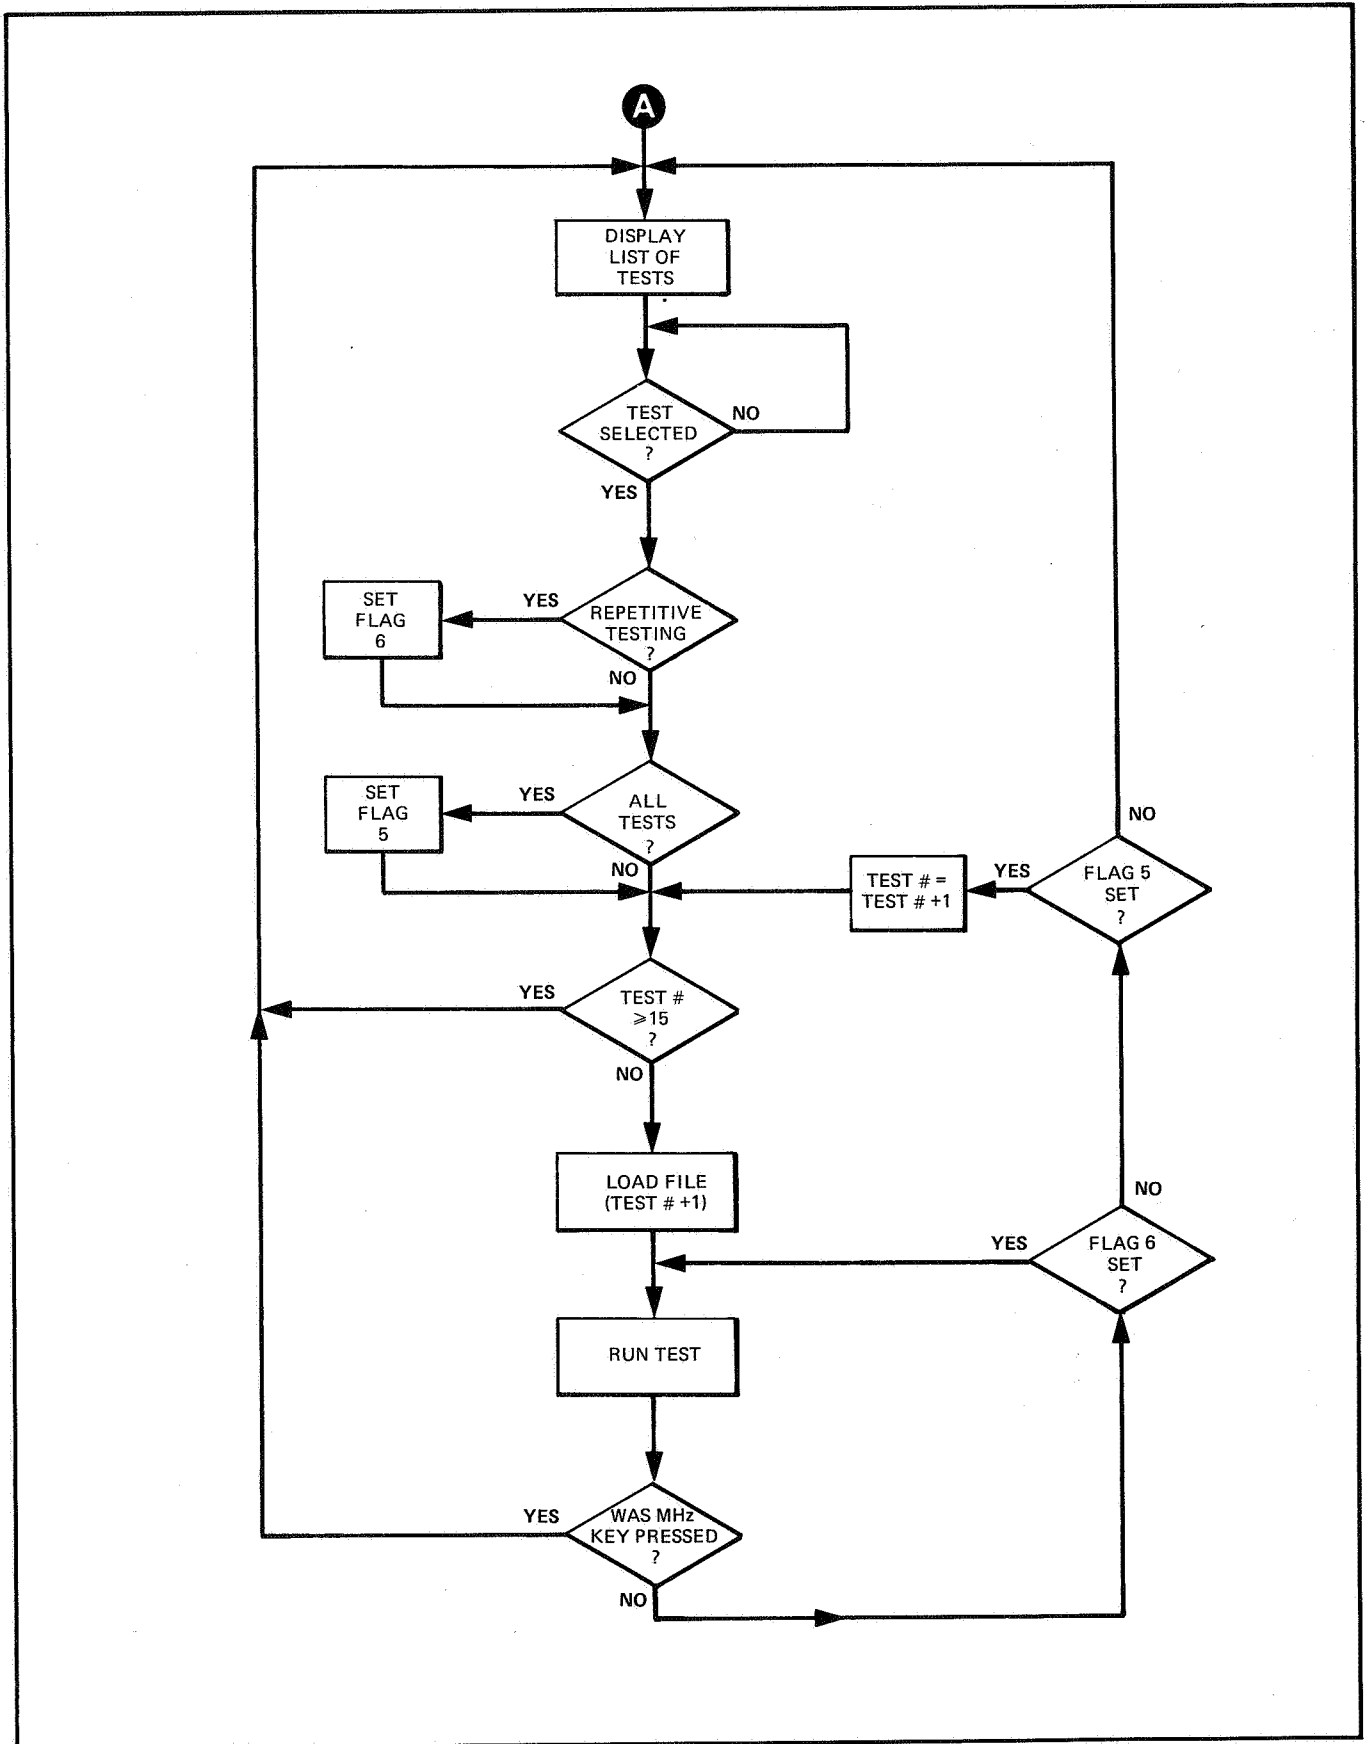 A
DISPLAY
LIST OF
TESTS
TEST
SELECTED
?
NO
YES
REPETITIVE
TESTING
?
YES
SET
FLAG
6
NO
ALL
TESTS
?
YES
SET
FLAG
5
NO
TEST # =
TEST # +1
YES
FLAG 5
SET
?
NO
TEST #
⩾15
?
YES
NO
LOAD FILE
(TEST # +1)
NO
YES
FLAG 6
SET
?
RUN TEST
WAS MHz
KEY PRESSED
?
YES
NO